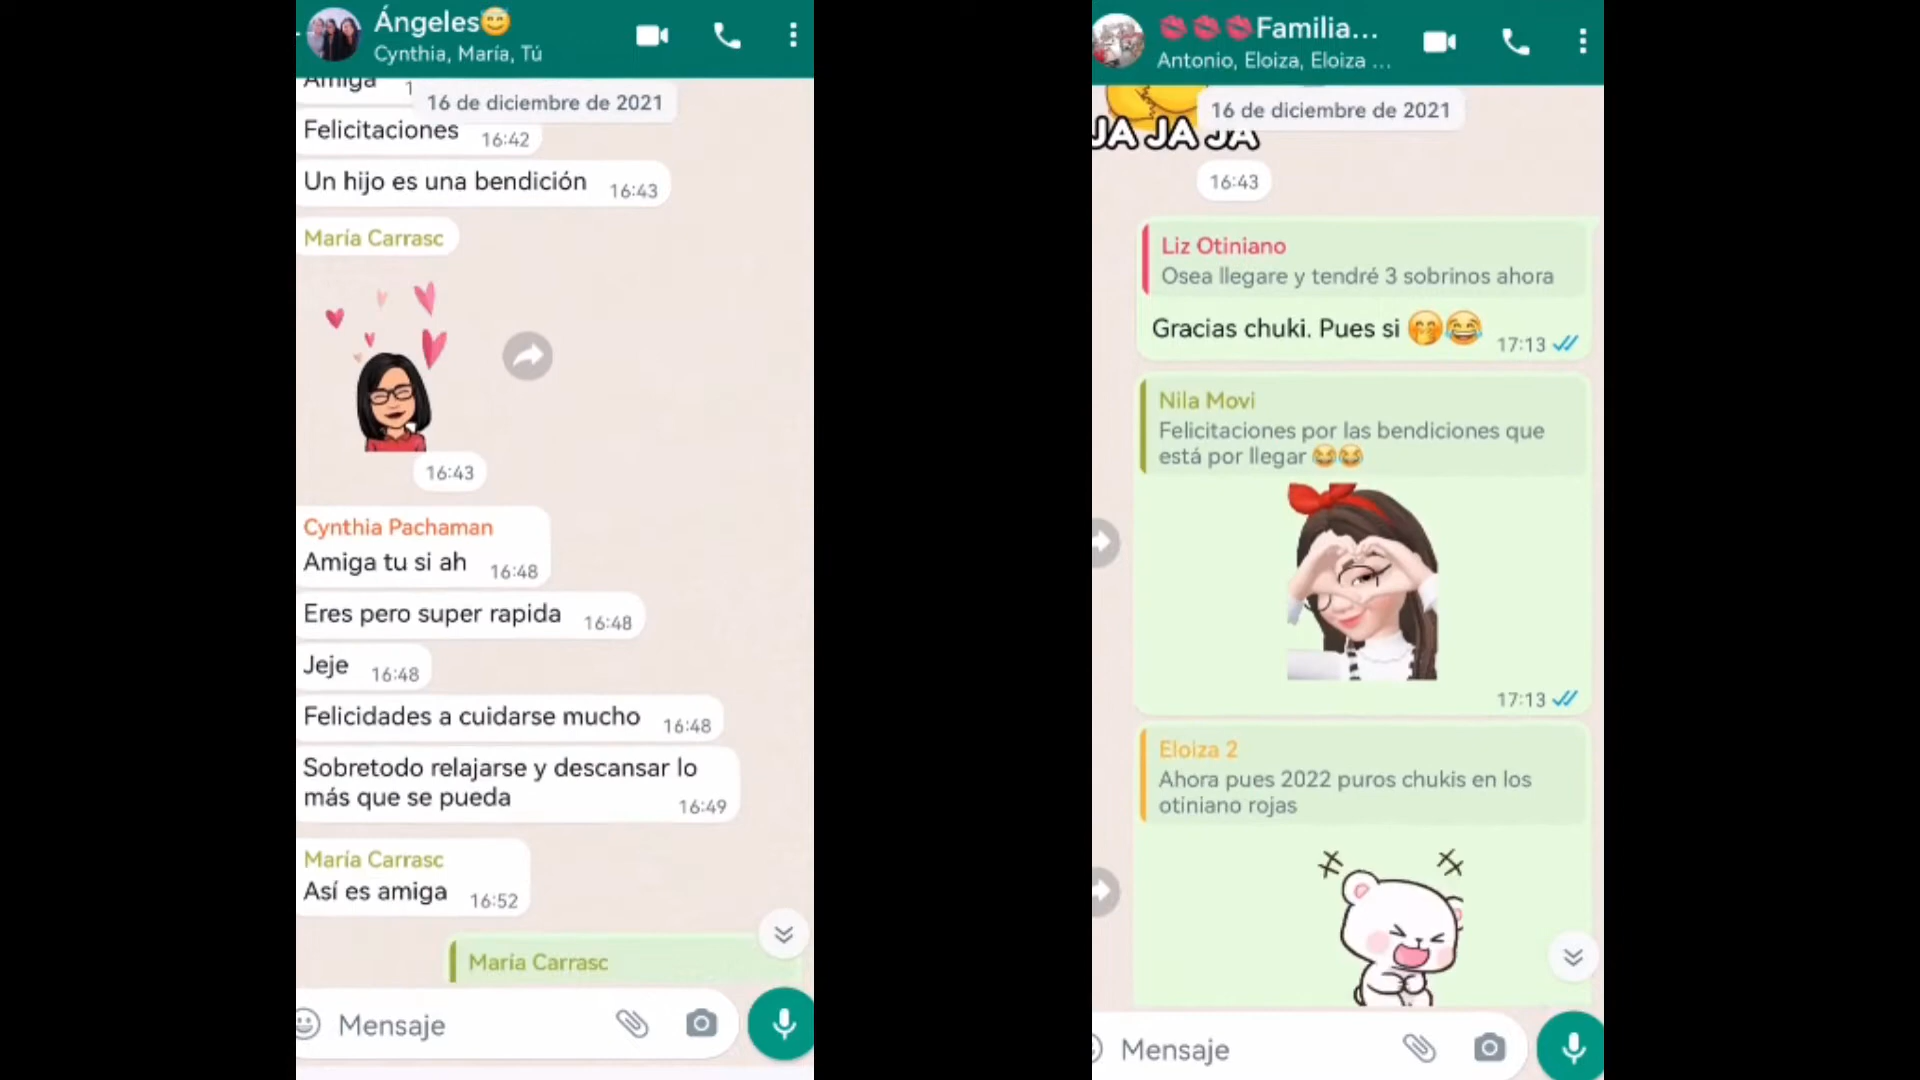 Ángeles
Cynthia, María, Tú
Amiga
16 de diciembre de 2021
Felicitaciones 16:42
Un hijo es una bendición 16:43
María Carrasc
16:43
Cynthia Pachaman
Amiga tu si ah 16:48
Eres pero super rapida 16:48
Jeje 16:48
Felicidades a cuidarse mucho 16:48
Sobretodo relajarse y descansar lo
más que se pueda 16:49
María Carrasc
Así es amiga 16:52
María Carrasc
Mensaje
Familia...
Antonio, Eloiza, Eloiza ...
16 de diciembre de 2021
JA JA JA
16:43
Liz Otiniano
Osea llegare y tendré 3 sobrinos ahora
Gracias chuki. Pues si 17:13
Nila Movi
Felicitaciones por las bendiciones que
está por llegar
17:13
Eloiza 2
Ahora pues 2022 puros chukis en los
otiniano rojas
Mensaje